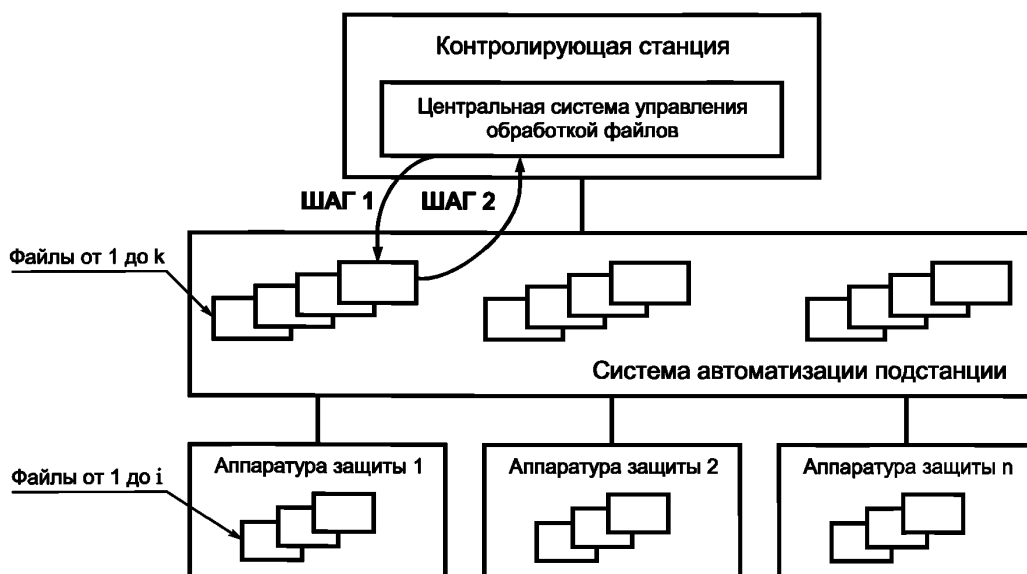 Контролирующая станция
Центральная система управления
обработкой файлов
ШАГ 1
ШАГ 2
Файлы от 1 до k
Система автоматизации подстанции
Аппаратура защиты 1
Аппаратура защиты 2
Аппаратура защиты n
Файлы от 1 до i